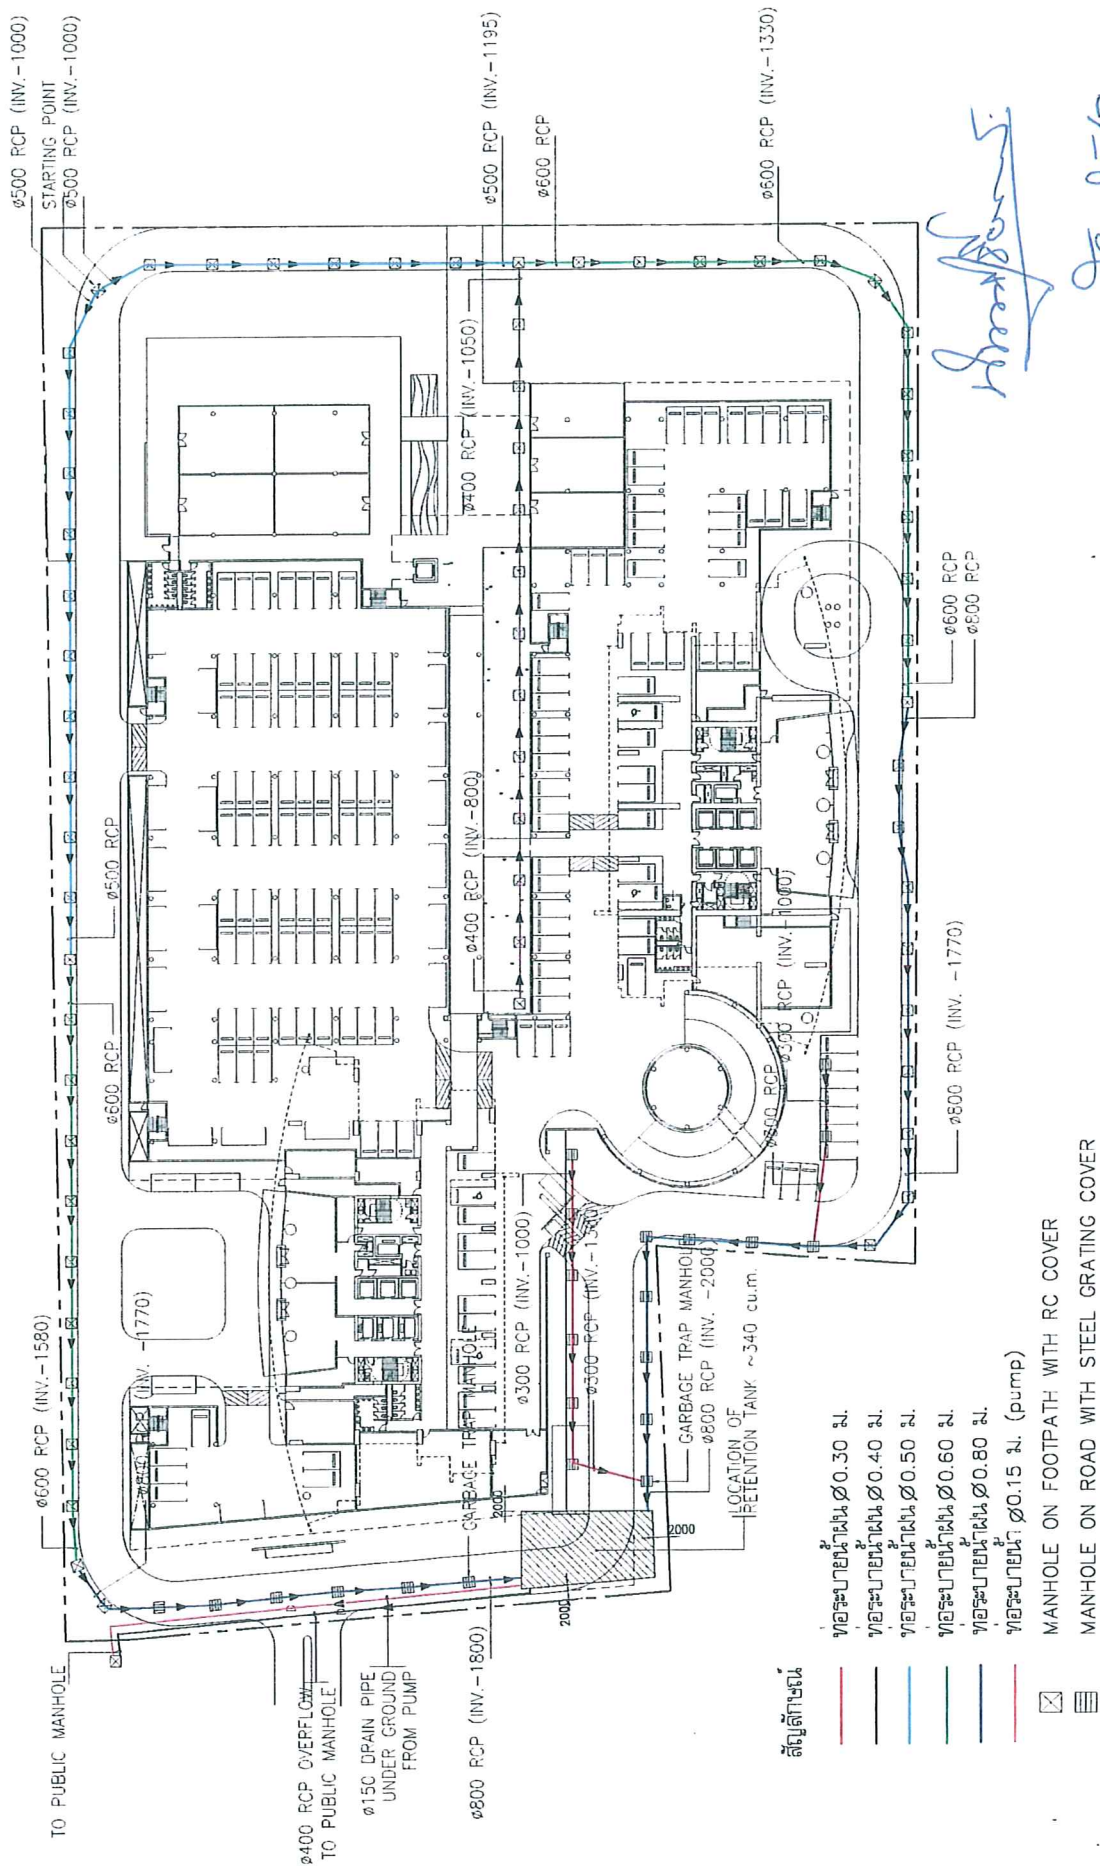 ø500 RCP (INV.-1000)
STARTING POINT
ø500 RCP (INV.-1000)
ø500 RCP (INV.-1195)
ø600 RCP
ø600 RCP (INV.-1330)
ø400 RCP (INV.-1050)
ø600 RCP
ø800 RCP
ø500 RCP
ø600 RCP
ø400 RCP (INV.-800)
ø300 RCP (INV.-1000)
ø300 RCP
ø800 RCP (INV. -1770)
ø600 RCP (INV.-1580)
(INV. -1770)
ø300 RCP (INV.-1000)
GARBAGE TRAP MANHOLE
ø300 RCP
GARBAGE TRAP MANHOLE
ø800 RCP (INV. -2000)
LOCATION OF
RETENTION TANK ~340 cu.m.
2000
2000
2000
TO PUBLIC MANHOLE
ø400 RCP OVERFLOW
TO PUBLIC MANHOLE
ø150 DRAIN PIPE
UNDER GROUND
FROM PUMP
ø800 RCP (INV.-1800)
สัญลักษณ์
ท่อระบายน้ำฝน Ø0.30 ม.
ท่อระบายน้ำฝน Ø0.40 ม.
ท่อระบายน้ำฝน Ø0.50 ม.
ท่อระบายน้ำฝน Ø0.60 ม.
ท่อระบายน้ำฝน Ø0.80 ม.
ท่อระบายน้ำ Ø0.15 ม. (pump)
MANHOLE ON FOOTPATH WITH RC COVER
MANHOLE ON ROAD WITH STEEL GRATING COVER